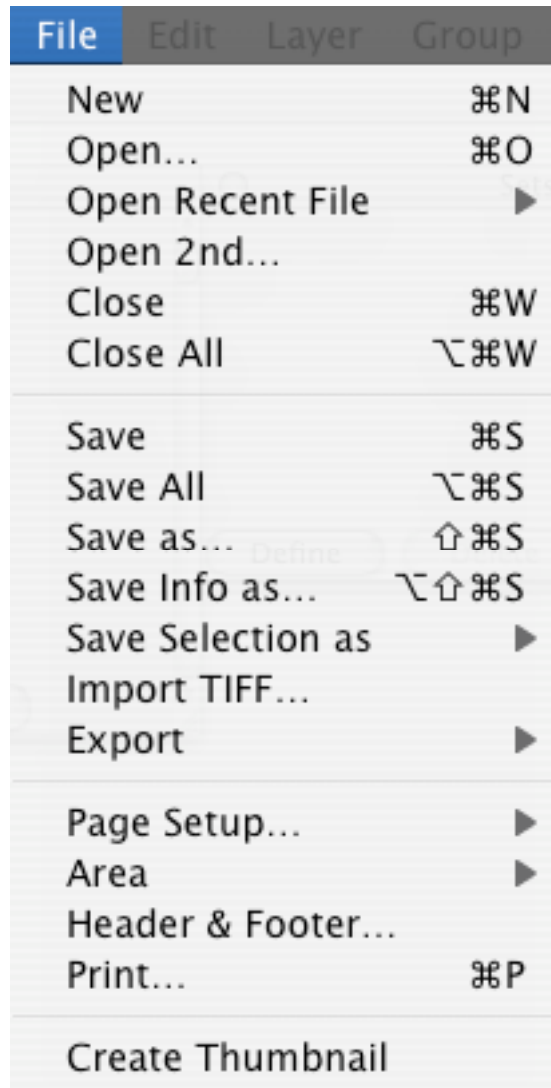 File Edit Layer Group
New ⌘N
Open... ⌘O
Open Recent File ▶
Open 2nd...
Close ⌘W
Close All ⌥⌘W
Save ⌘S
Save All ⌥⌘S
Save as... ⇧⌘S
Define
Save Info as... ⌥⇧⌘S
Save Selection as ▶
Import TIFF...
Export ▶
Page Setup... ▶
Area ▶
Header & Footer...
Print... ⌘P
Create Thumbnail